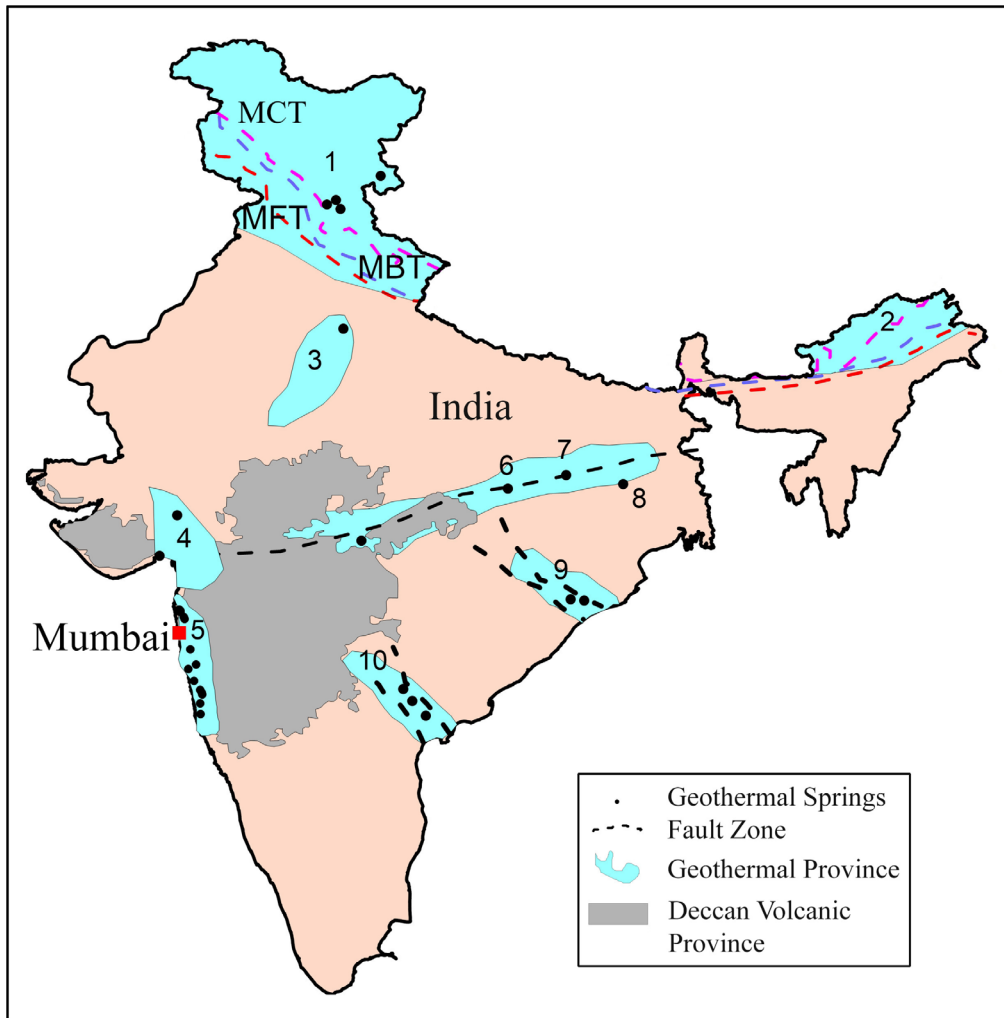 MCT
1
MFT
MBT
2
3
India
7
6
8
4
9
5
Mumbai
10
Geothermal Springs
Fault Zone
Geothermal Province
Deccan Volcanic
Province